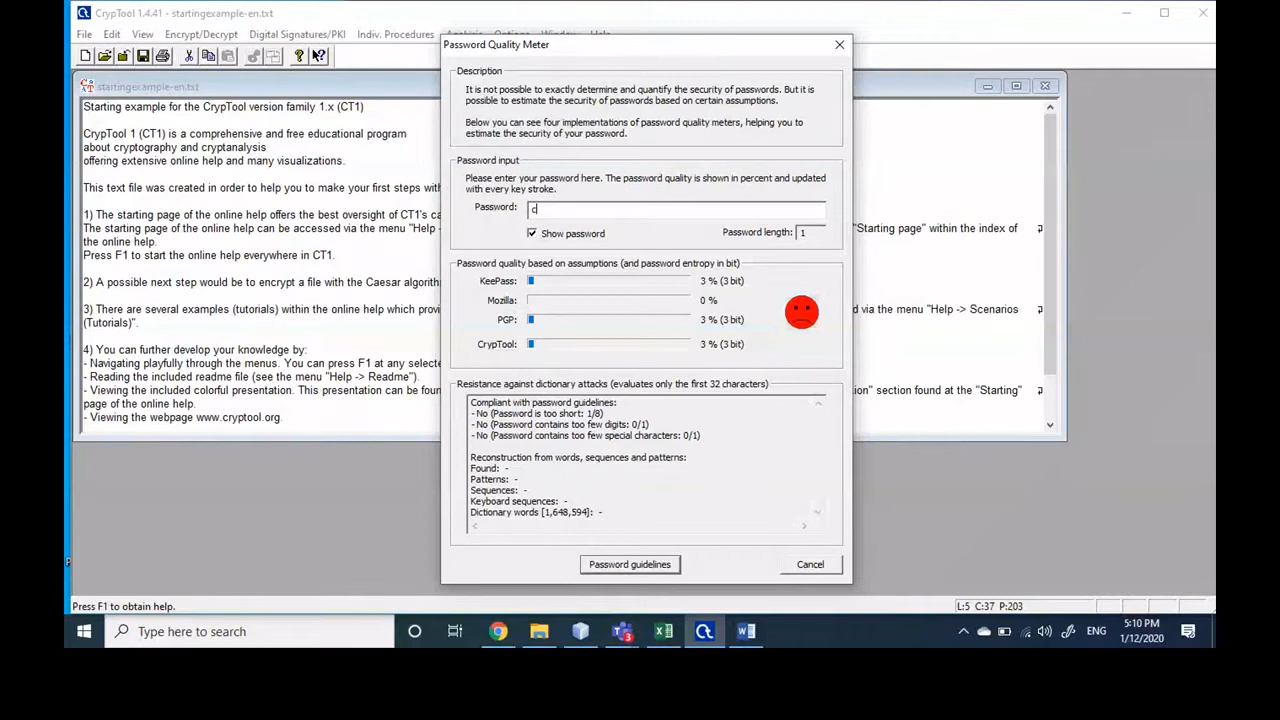 CrypTool 1.4.41 - startingexample-en.txt
File Edit View Encrypt/Decrypt Digital Signatures/PKI Indiv. Procedures
startingexample-en.txt
Starting example for the CrypTool version family 1.x (CT1)
CrypTool 1 (CT1) is a comprehensive and free educational program
about cryptography and cryptanalysis
offering extensive online help and many visualizations.
This text file was created in order to help you to make your first steps with
1) The starting page of the online help offers the best oversight of CT1's ca
The starting page of the online help can be accessed via the menu "Help - "Starting page" within the index of
the online help.
Press F1 to start the online help everywhere in CT1.
2) A possible next step would be to encrypt a file with the Caesar algorith
3) There are several examples (tutorials) within the online help which provi d via the menu "Help -> Scenarios
(Tutorials)".
4) You can further develop your knowledge by:
- Navigating playfully through the menus. You can press F1 at any selecte
- Reading the included readme file (see the menu "Help -> Readme").
- Viewing the included colorful presentation. This presentation can be foun on" section found at the "Starting"
page of the online help.
- Viewing the webpage www.cryptool.org.
Password Quality Meter
Description
It is not possible to exactly determine and quantify the security of passwords. But it is
possible to estimate the security of passwords based on certain assumptions.
Below you can see four implementations of password quality meters, helping you to
estimate the security of your password.
Password input
Please enter your password here. The password quality is shown in percent and updated
with every key stroke.
Password: c
Show password Password length: 1
Password quality based on assumptions (and password entropy in bit)
KeePass: 3 % (3 bit)
Mozilla: 0 %
PGP: 3 % (3 bit)
CrypTool: 3 % (3 bit)
Resistance against dictionary attacks (evaluates only the first 32 characters)
Compliant with password guidelines:
- No (Password is too short: 1/8)
- No (Password contains too few digits: 0/1)
- No (Password contains too few special characters: 0/1)
Reconstruction from words, sequences and patterns:
Found: -
Patterns: -
Sequences: -
Keyboard sequences: -
Dictionary words [1,648,594]: -
Password guidelines Cancel
Press F1 to obtain help. L:5 C:37 P:203
Type here to search ENG 5:10 PM
1/12/2020